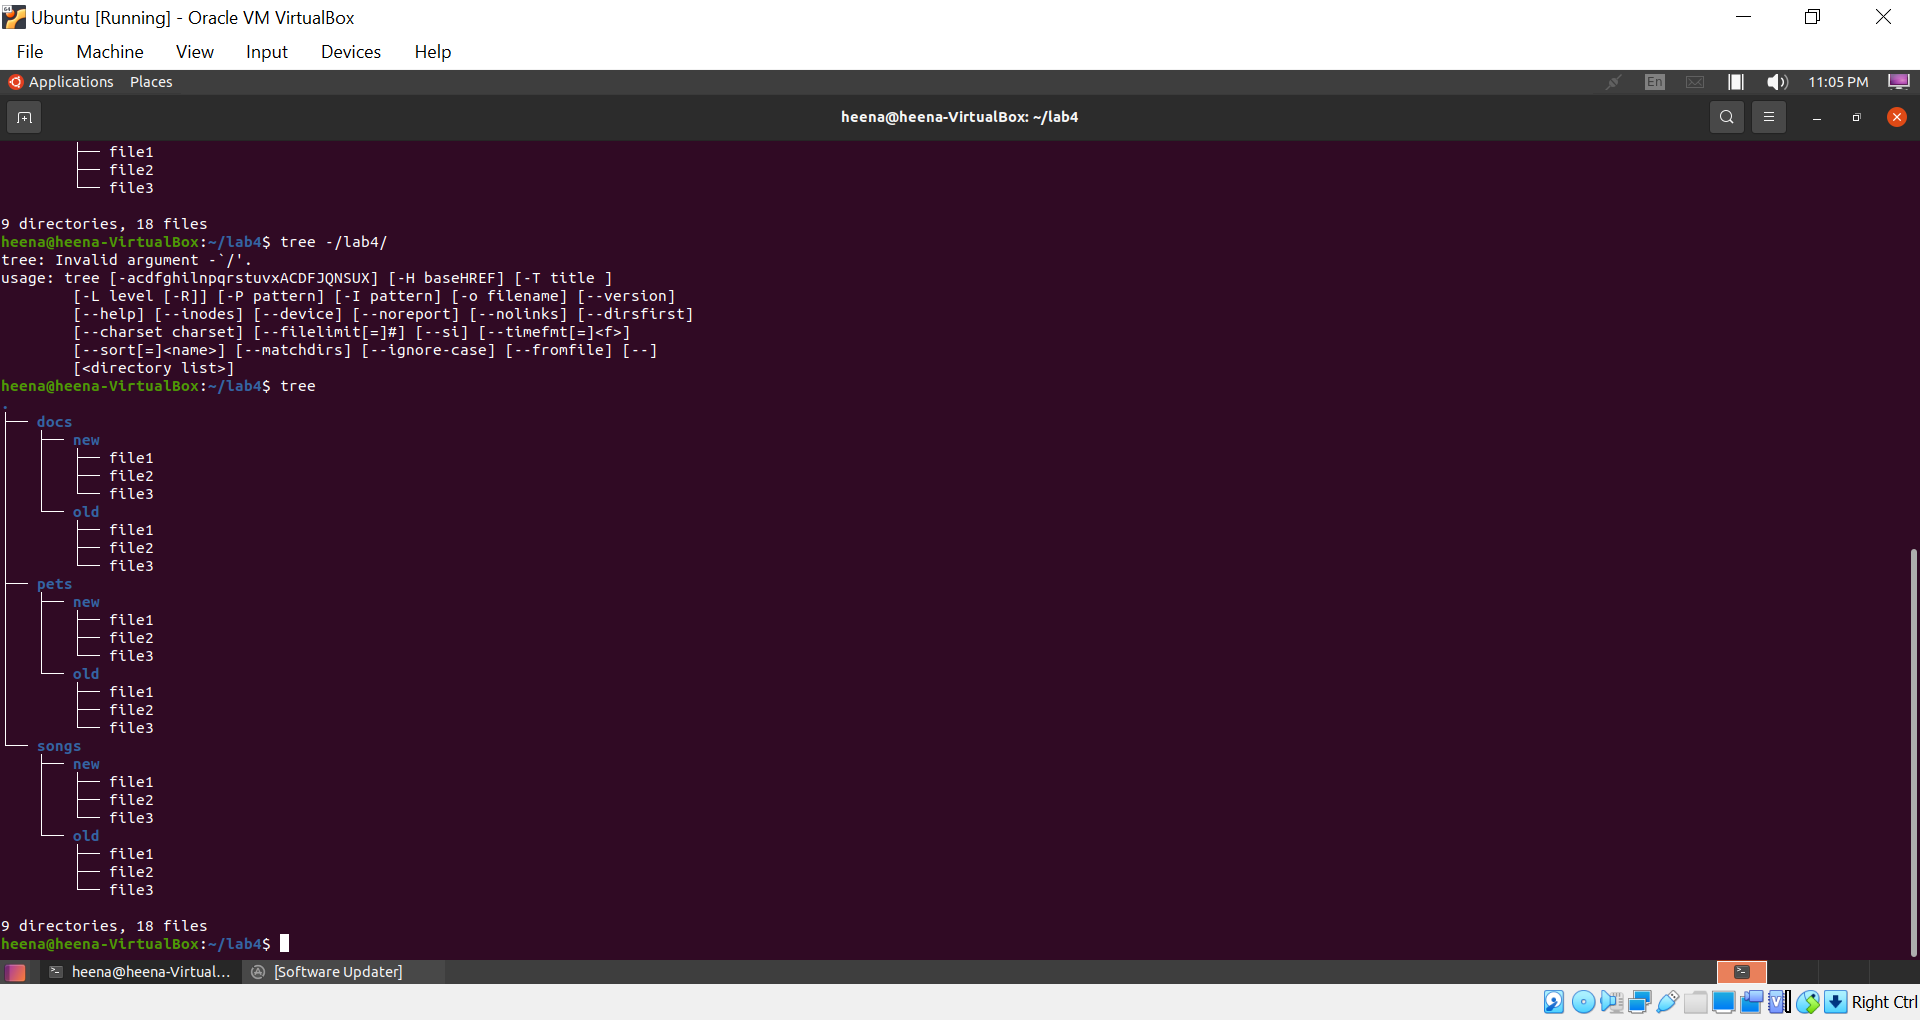 Ubuntu [Running] - Oracle VM VirtualBox
File Machine View Input Devices Help
Applications Places En 11:05 PM
heena@heena-VirtualBox: ~/lab4
├── file1
├── file2
└── file3
9 directories, 18 files
heena@heena-VirtualBox:~/lab4$ tree -/lab4/
tree: Invalid argument -`/'.
usage: tree [-acdfghilnpqrstuvxACDFJQNSUX] [-H baseHREF] [-T title ]
[-L level [-R]] [-P pattern] [-I pattern] [-o filename] [--version]
[--help] [--inodes] [--device] [--noreport] [--nolinks] [--dirsfirst]
[--charset charset] [--filelimit[=]#] [--si] [--timefmt[=]<f>]
[--sort[=]<name>] [--matchdirs] [--ignore-case] [--fromfile] [--]
[<directory list>]
heena@heena-VirtualBox:~/lab4$ tree
.
├── docs
│   ├── new
│   │   ├── file1
│   │   ├── file2
│   │   └── file3
│   └── old
│       ├── file1
│       ├── file2
│       └── file3
├── pets
│   ├── new
│   │   ├── file1
│   │   ├── file2
│   │   └── file3
│   └── old
│       ├── file1
│       ├── file2
│       └── file3
└── songs
    ├── new
    │   ├── file1
    │   ├── file2
    │   └── file3
    └── old
        ├── file1
        ├── file2
        └── file3
9 directories, 18 files
heena@heena-VirtualBox:~/lab4$
heena@heena-Virtual... [Software Updater]
Right Ctrl